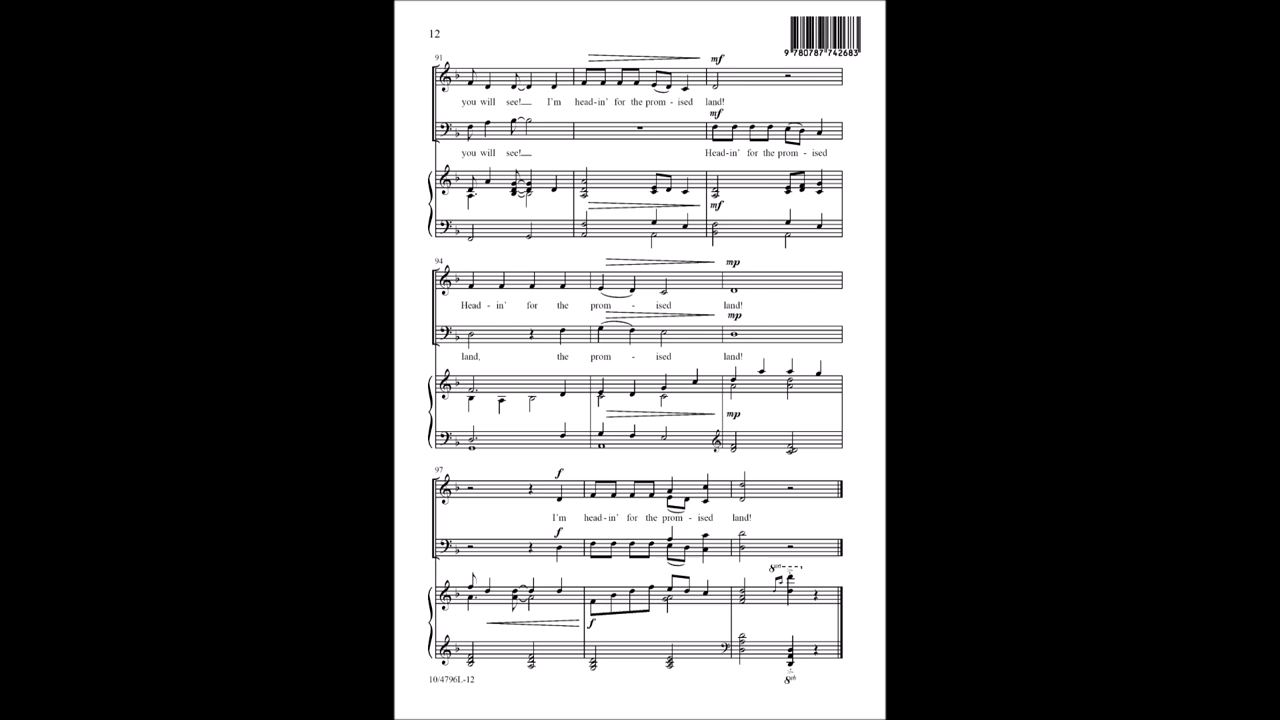 12
9 780787 742683
91
mf
you will see! I'm head-in' for the prom - ised land!
mf
you will see! Head-in' for the prom - ised
mf
94
mp
Head - in' for the prom - ised land!
mp
land, the prom - ised land!
mp
97
f
I'm head-in' for the prom - ised land!
f
8va
f
8vb
10/4796L-12